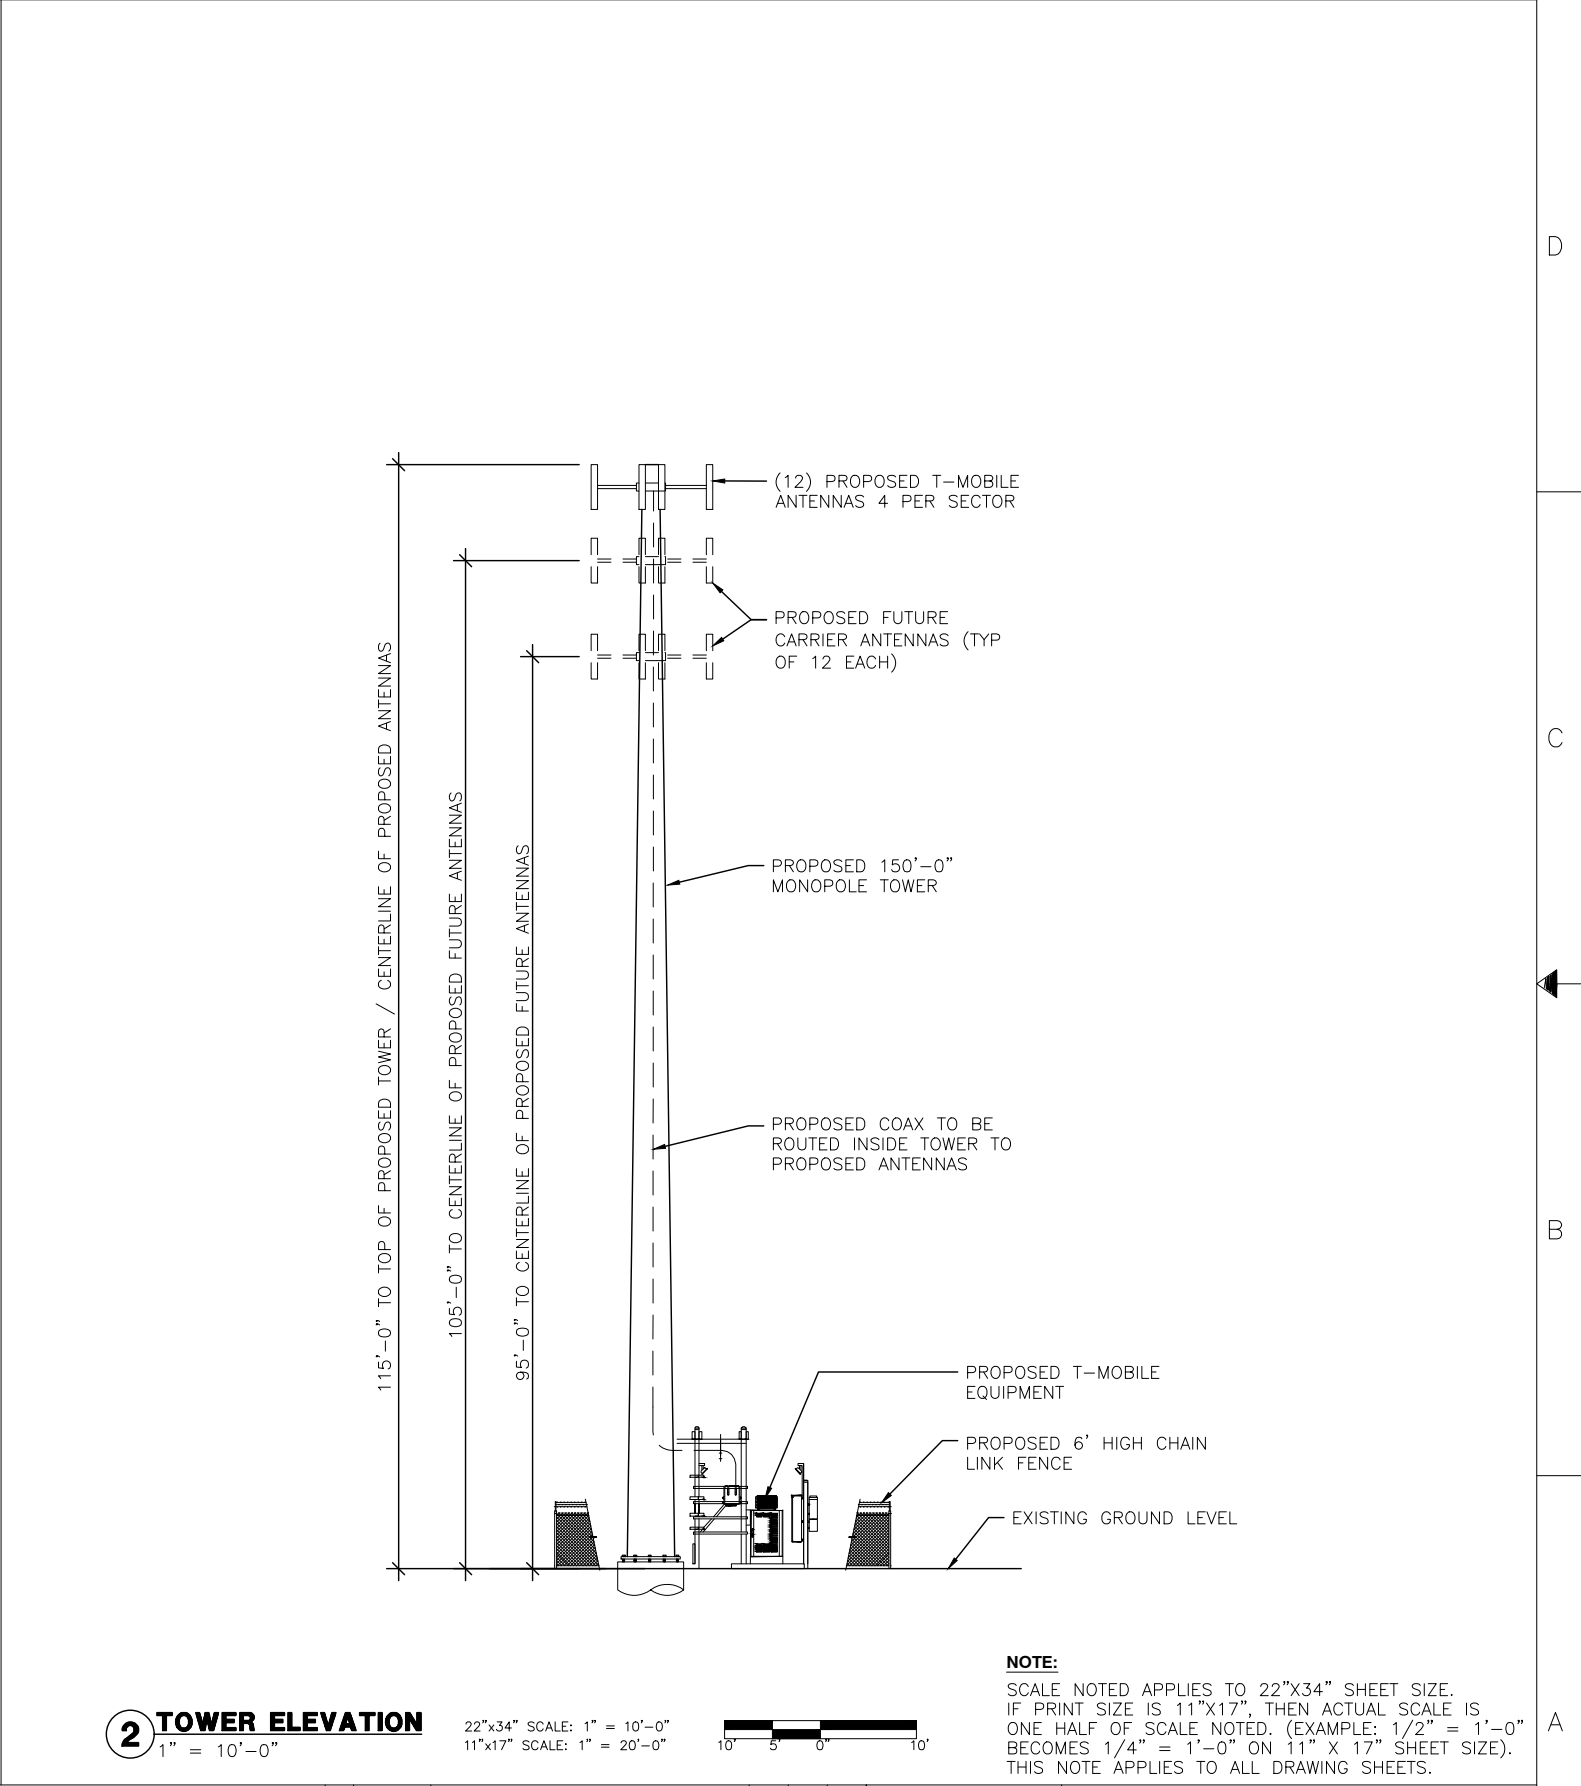 D
(12) PROPOSED T-MOBILE
ANTENNAS 4 PER SECTOR
PROPOSED FUTURE
CARRIER ANTENNAS (TYP
OF 12 EACH)
C
115'-0" TO TOP OF PROPOSED TOWER / CENTERLINE OF PROPOSED ANTENNAS
105'-0" TO CENTERLINE OF PROPOSED FUTURE ANTENNAS
95'-0" TO CENTERLINE OF PROPOSED FUTURE ANTENNAS
PROPOSED 150'-0"
MONOPOLE TOWER
PROPOSED COAX TO BE
ROUTED INSIDE TOWER TO
PROPOSED ANTENNAS
B
PROPOSED T-MOBILE
EQUIPMENT
PROPOSED 6' HIGH CHAIN
LINK FENCE
EXISTING GROUND LEVEL
2 TOWER ELEVATION
1" = 10'-0"
22"x34" SCALE: 1" = 10'-0"
11"x17" SCALE: 1" = 20'-0"
10' 5' 0" 10'
NOTE:
SCALE NOTED APPLIES TO 22"X34" SHEET SIZE.
IF PRINT SIZE IS 11"X17", THEN ACTUAL SCALE IS
ONE HALF OF SCALE NOTED. (EXAMPLE: 1/2" = 1'-0"
BECOMES 1/4" = 1'-0" ON 11" X 17" SHEET SIZE).
THIS NOTE APPLIES TO ALL DRAWING SHEETS.
A